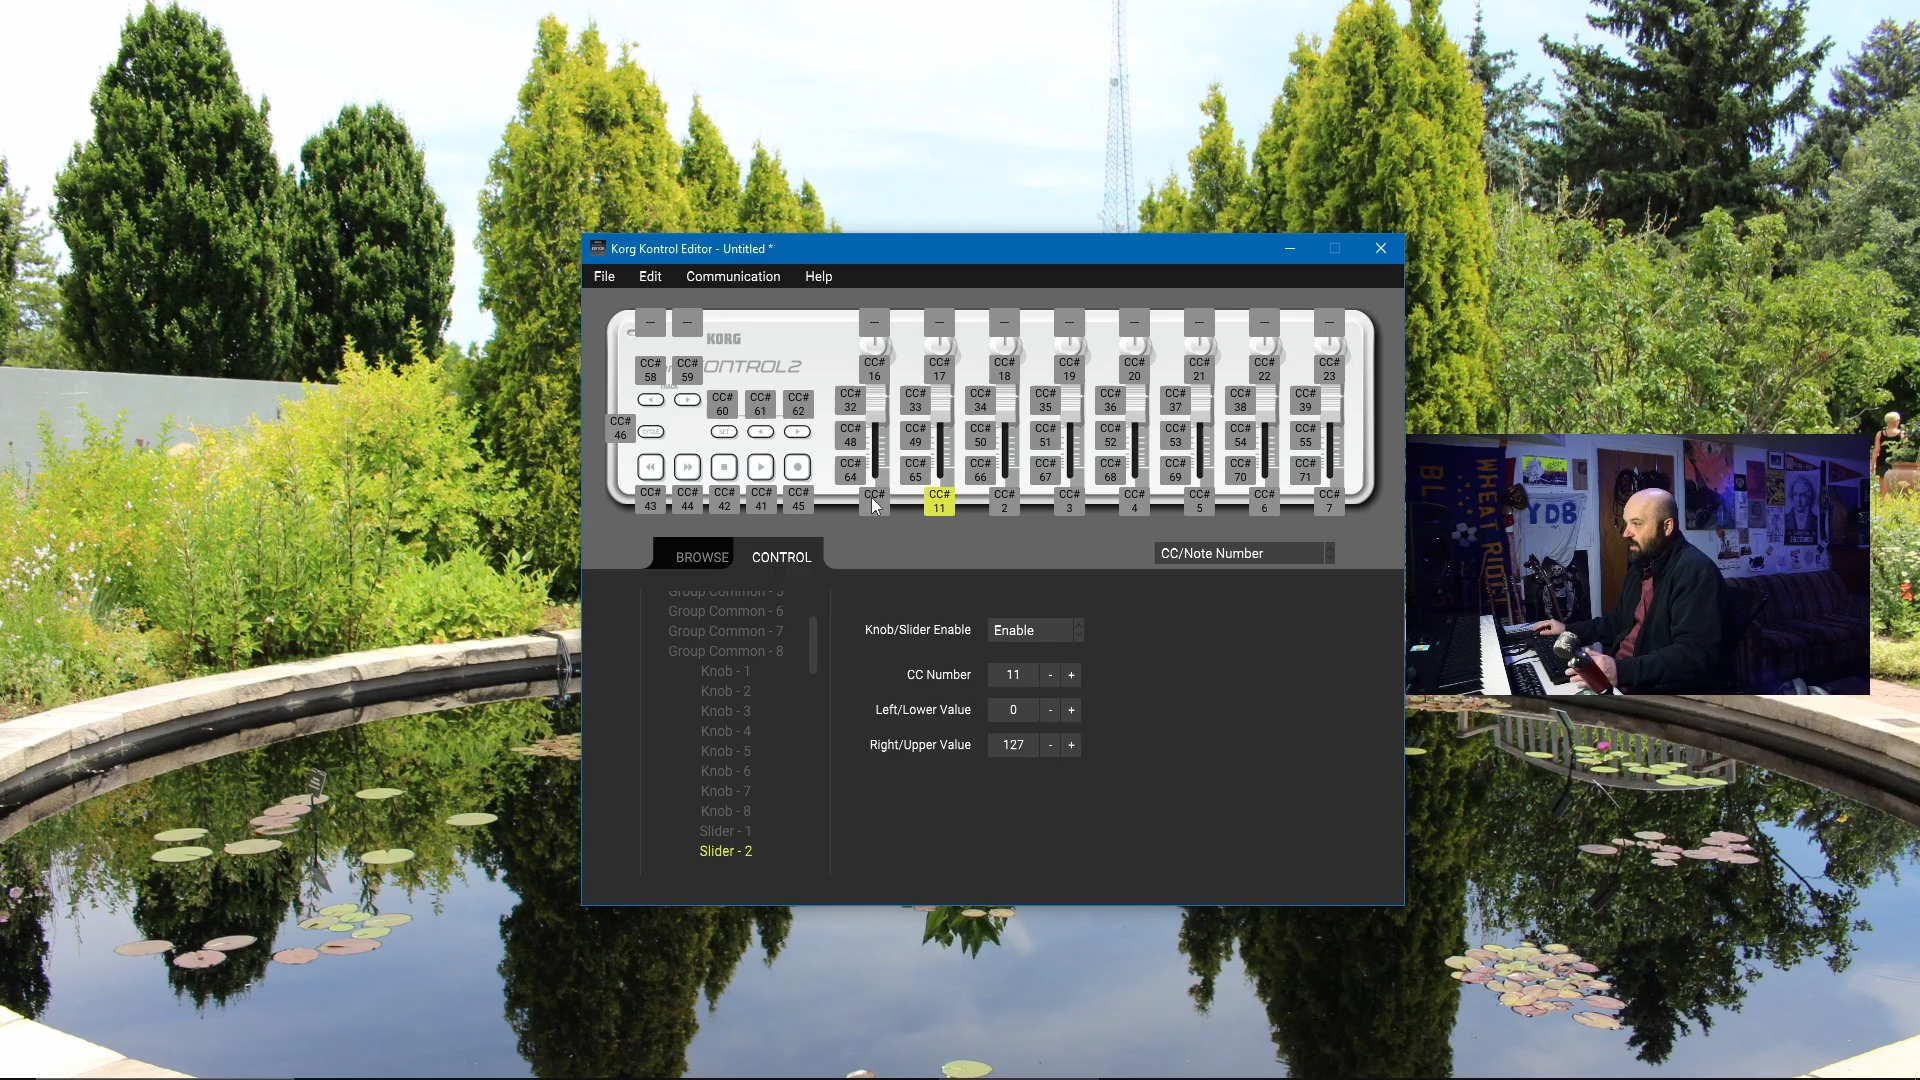 Korg Kontrol Editor - Untitled *
File Edit Communication Help
KORG
CC# 58
CC# 59
ONTROL2
TRACK
CC# 60
CC# 61
CC# 62
CC# 46
CYCLE
SET
CC# 43
CC# 44
CC# 42
CC# 41
CC# 45
CC# 16
CC# 17
CC# 18
CC# 19
CC# 20
CC# 21
CC# 22
CC# 23
CC# 32
CC# 33
CC# 34
CC# 35
CC# 36
CC# 37
CC# 38
CC# 39
CC# 48
CC# 49
CC# 50
CC# 51
CC# 52
CC# 53
CC# 54
CC# 55
CC# 64
CC# 65
CC# 66
CC# 67
CC# 68
CC# 69
CC# 70
CC# 71
CC#
CC# 11
CC# 2
CC# 3
CC# 4
CC# 5
CC# 6
CC# 7
BROWSE CONTROL
CC/Note Number
Group Common - 5
Group Common - 6
Group Common - 7
Group Common - 8
Knob - 1
Knob - 2
Knob - 3
Knob - 4
Knob - 5
Knob - 6
Knob - 7
Knob - 8
Slider - 1
Slider - 2
Knob/Slider Enable Enable
CC Number 11 - +
Left/Lower Value 0 - +
Right/Upper Value 127 - +
WHEAT RIOT
YDB